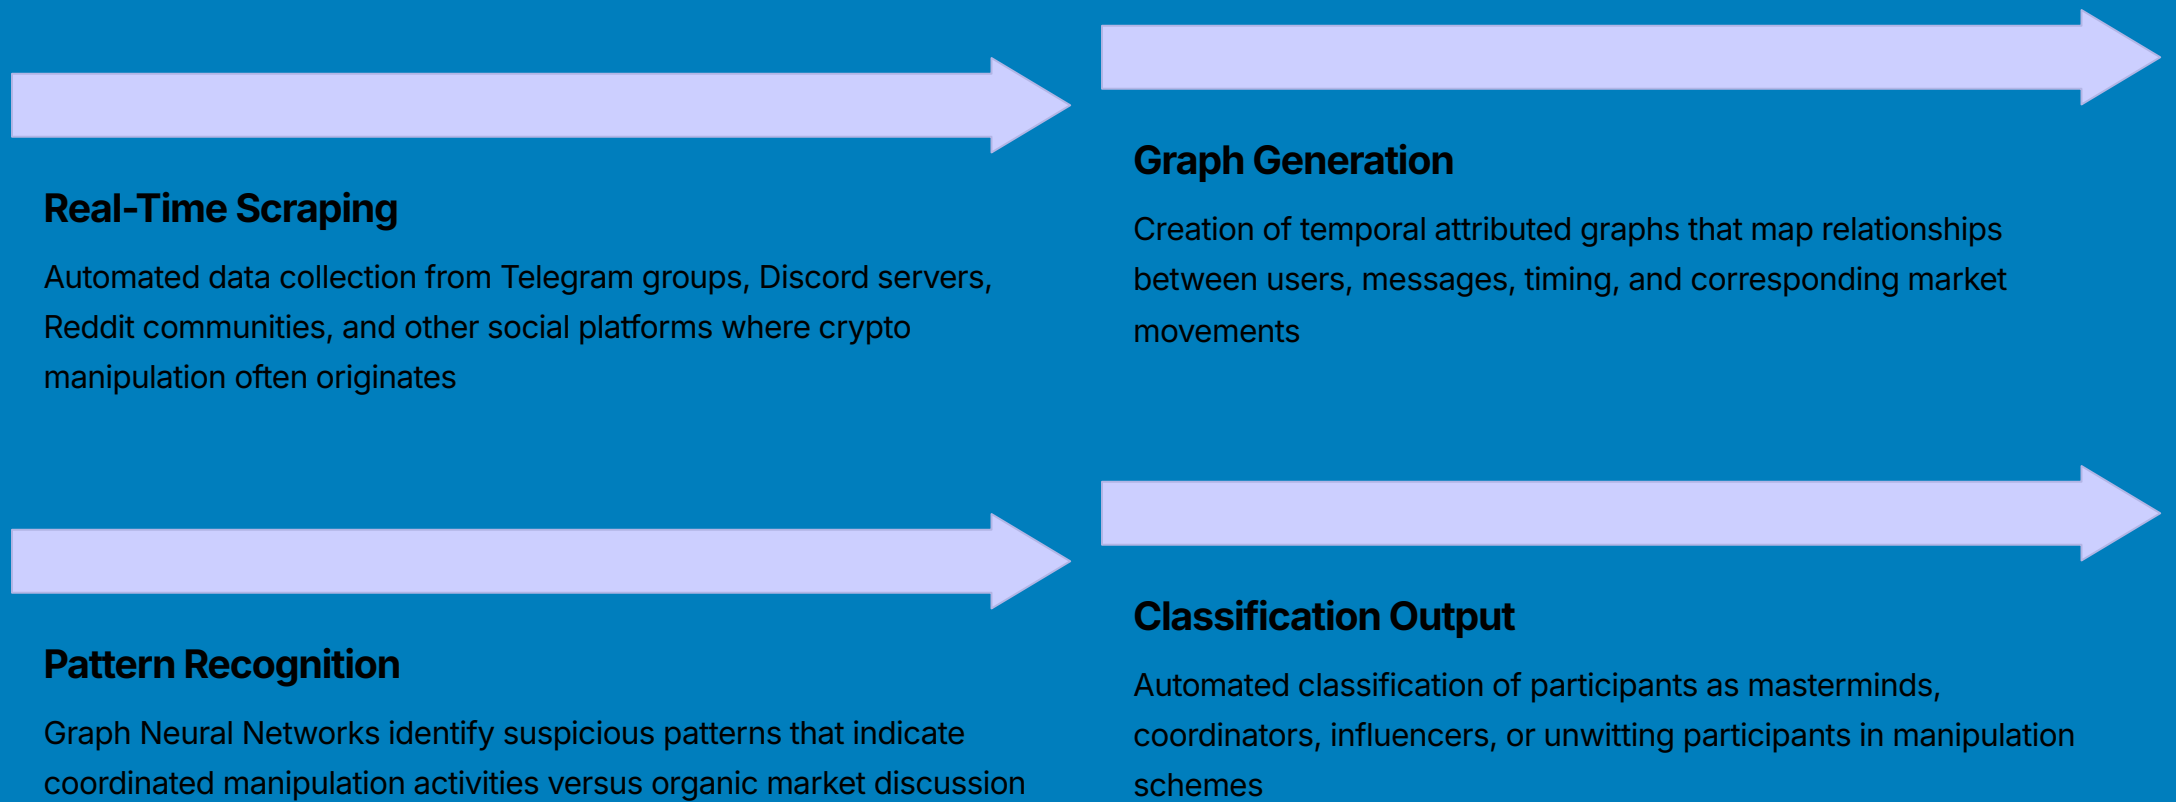 Real-Time Scraping
Automated data collection from Telegram groups, Discord servers,
Reddit communities, and other social platforms where crypto
manipulation often originates
Graph Generation
Creation of temporal attributed graphs that map relationships
between users, messages, timing, and corresponding market
movements
Pattern Recognition
Graph Neural Networks identify suspicious patterns that indicate
coordinated manipulation activities versus organic market discussion
Classification Output
Automated classification of participants as masterminds,
coordinators, influencers, or unwitting participants in manipulation
schemes